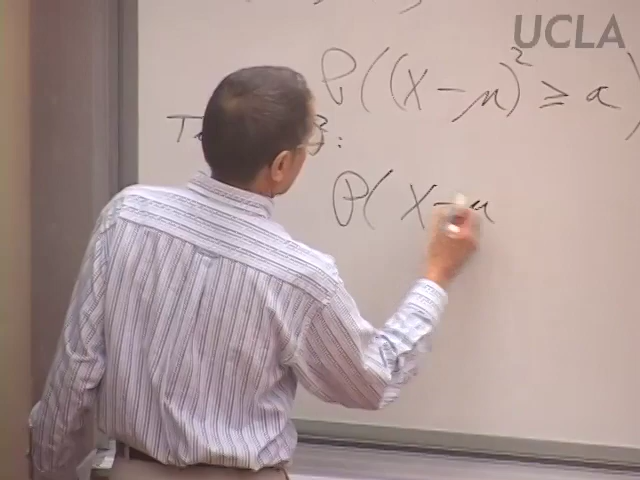 UCLA
P((X-μ)² ≥ a)
P( X-μ